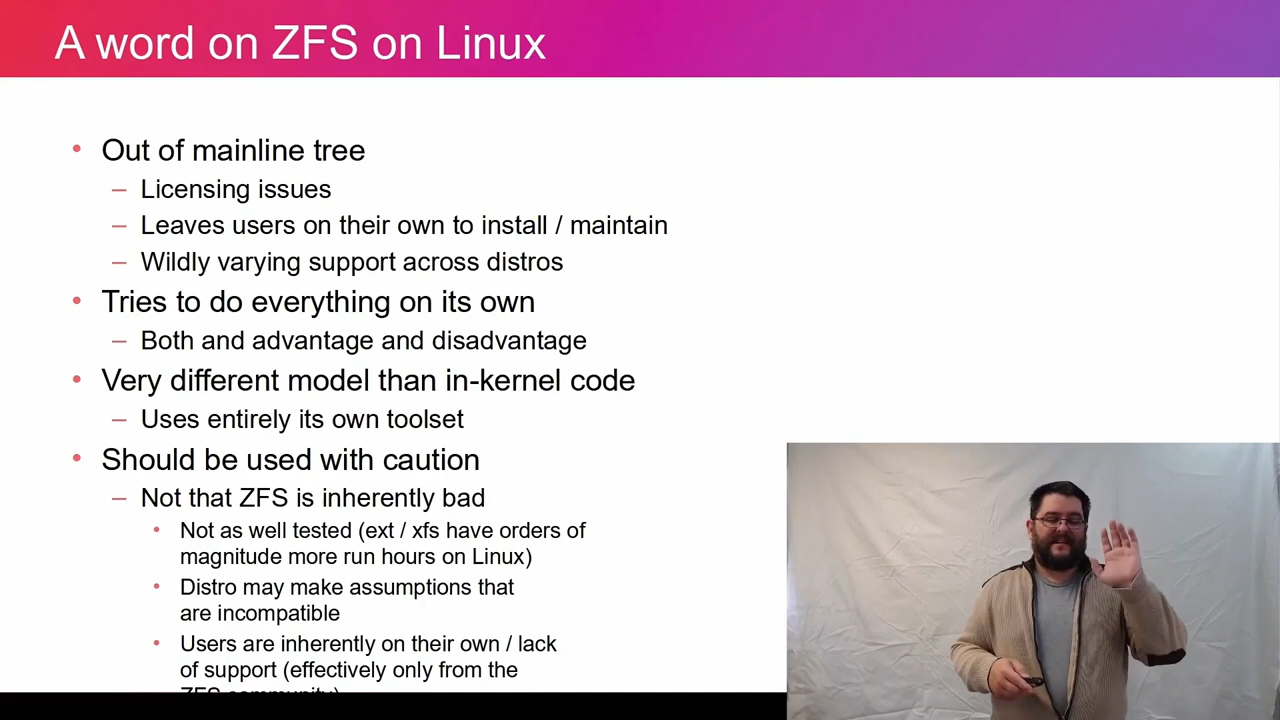 A word on ZFS on Linux
• Out of mainline tree
– Licensing issues
– Leaves users on their own to install / maintain
– Wildly varying support across distros
• Tries to do everything on its own
– Both and advantage and disadvantage
• Very different model than in-kernel code
– Uses entirely its own toolset
• Should be used with caution
– Not that ZFS is inherently bad
• Not as well tested (ext / xfs have orders of
magnitude more run hours on Linux)
• Distro may make assumptions that
are incompatible
• Users are inherently on their own / lack
of support (effectively only from the
ZFS community)